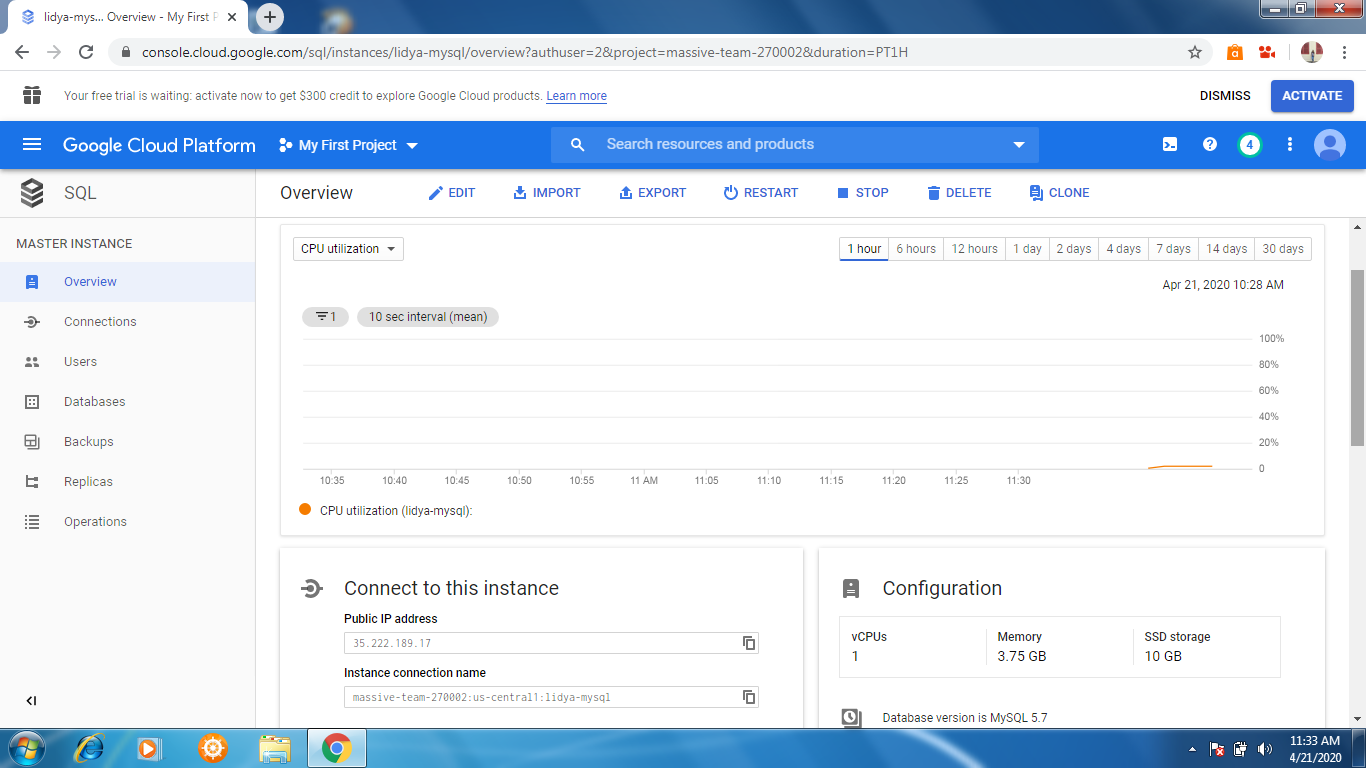 lidya-mys... Overview - My First P
console.cloud.google.com/sql/instances/lidya-mysql/overview?authuser=2&project=massive-team-270002&duration=PT1H
Your free trial is waiting: activate now to get $300 credit to explore Google Cloud products. Learn more
DISMISS
ACTIVATE
Google Cloud Platform
My First Project
Search resources and products
4
SQL
Overview
EDIT
IMPORT
EXPORT
RESTART
STOP
DELETE
CLONE
MASTER INSTANCE
Overview
Connections
Users
Databases
Backups
Replicas
Operations
CPU utilization
1 hour
6 hours
12 hours
1 day
2 days
4 days
7 days
14 days
30 days
Apr 21, 2020 10:28 AM
1
10 sec interval (mean)
100%
80%
60%
40%
20%
0
10:35
10:40
10:45
10:50
10:55
11 AM
11:05
11:10
11:15
11:20
11:25
11:30
CPU utilization (lidya-mysql):
Connect to this instance
Public IP address
35.222.189.17
Instance connection name
massive-team-270002:us-central1:lidya-mysql
Configuration
vCPUs
1
Memory
3.75 GB
SSD storage
10 GB
Database version is MySQL 5.7
11:33 AM
4/21/2020